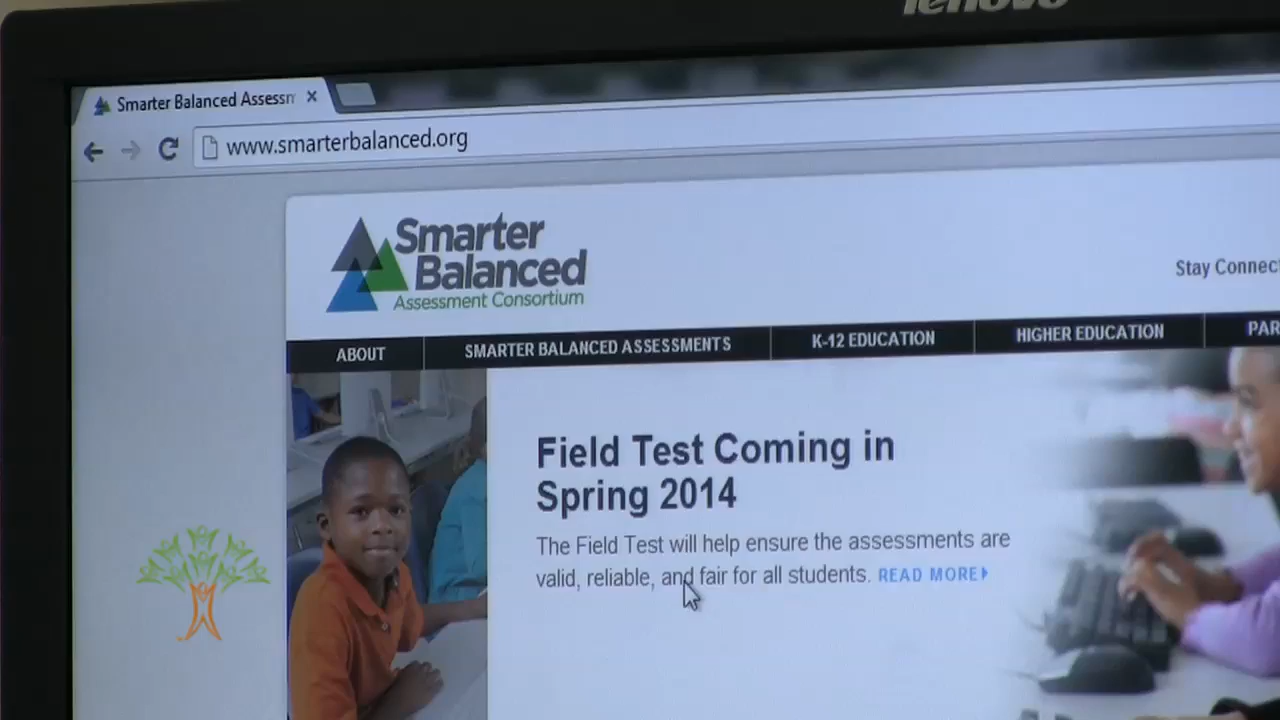 lenovo
Smarter Balanced Assessm
www.smarterbalanced.org
Smarter
Balanced
Assessment Consortium
Stay Connect
ABOUT
SMARTER BALANCED ASSESSMENTS
K-12 EDUCATION
HIGHER EDUCATION
PAR
Field Test Coming in
Spring 2014
The Field Test will help ensure the assessments are
valid, reliable, and fair for all students. READ MORE